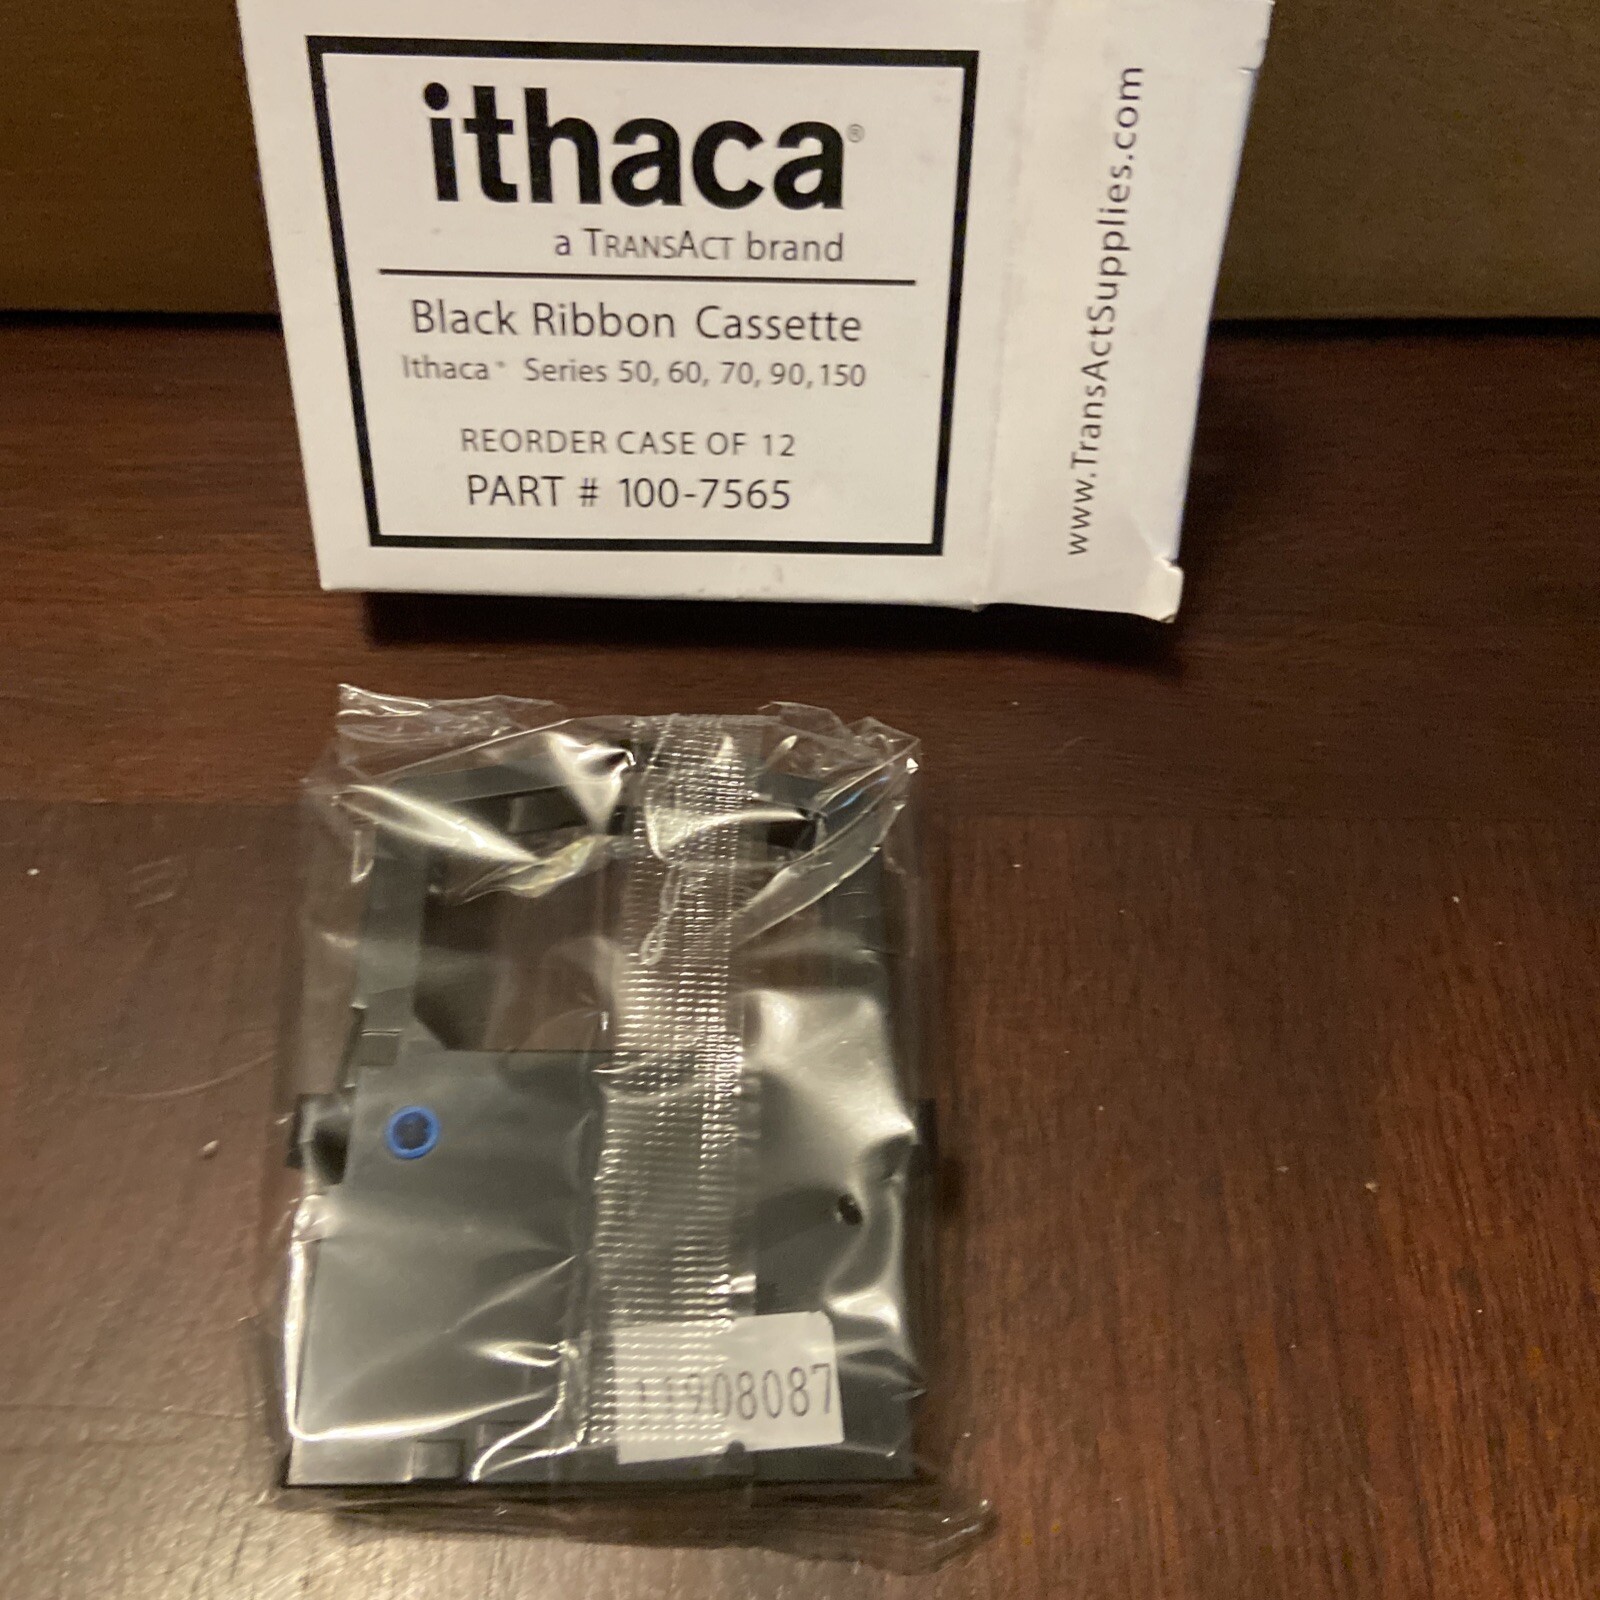 ithaca®
a TRANSACT brand
Black Ribbon Cassette
Ithaca® Series 50, 60, 70, 90, 150
REORDER CASE OF 12
PART # 100-7565
www.TransActSupplies.com
11908087